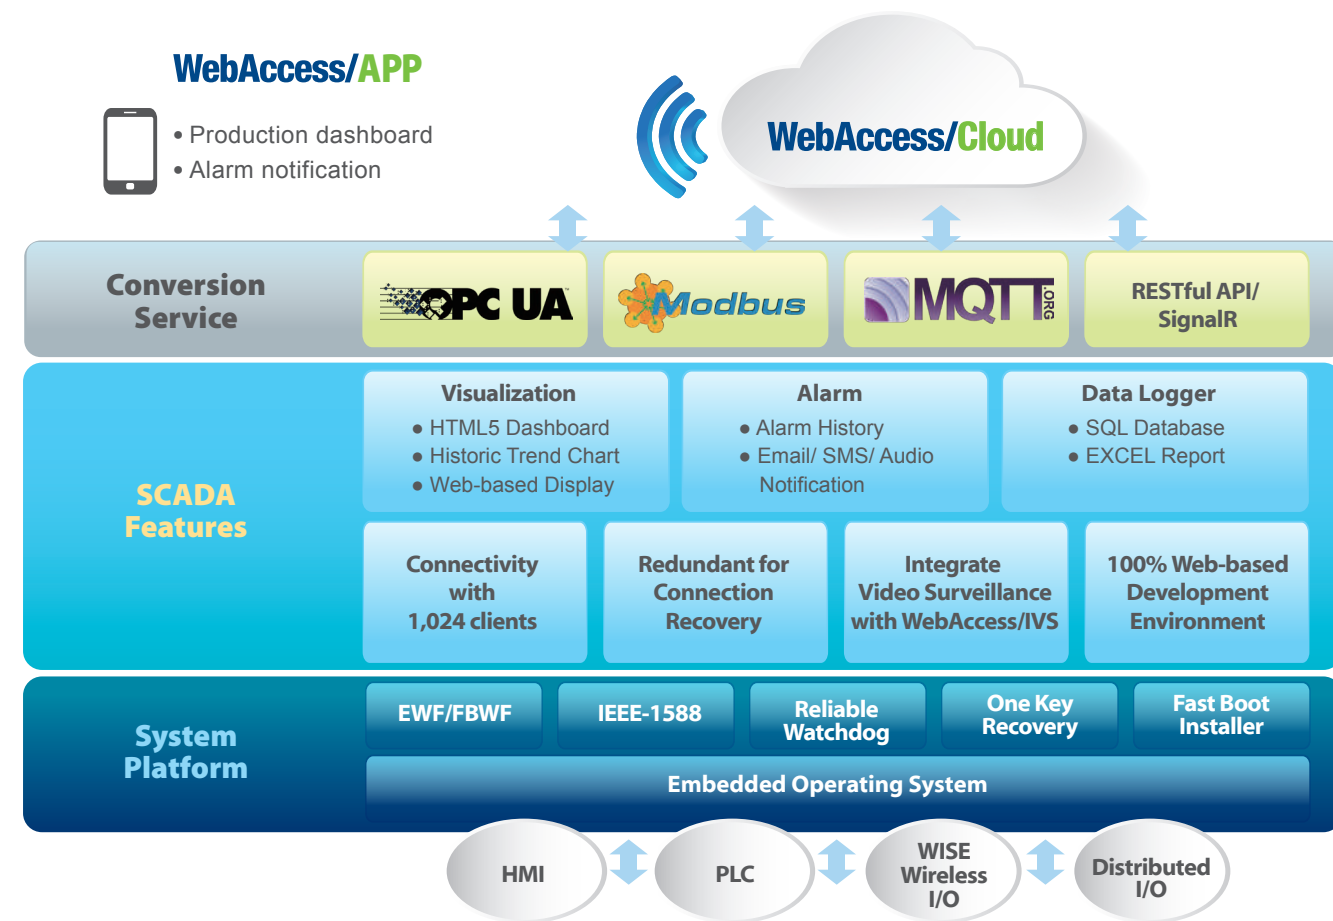 WebAccess/APP
• Production dashboard
• Alarm notification
WebAccess/Cloud
Conversion
Service
OPC UA
Modbus
MQTT.ORG
RESTful API/
SignalR
SCADA
Features
Visualization
● HTML5 Dashboard
● Historic Trend Chart
● Web-based Display
Alarm
● Alarm History
● Email/ SMS/ Audio
Notification
Data Logger
● SQL Database
● EXCEL Report
Connectivity
with
1,024 clients
Redundant for
Connection
Recovery
Integrate
Video Surveillance
with WebAccess/IVS
100% Web-based
Development
Environment
System
Platform
EWF/FBWF
IEEE-1588
Reliable
Watchdog
One Key
Recovery
Fast Boot
Installer
Embedded Operating System
HMI
PLC
WISE
Wireless
I/O
Distributed
I/O